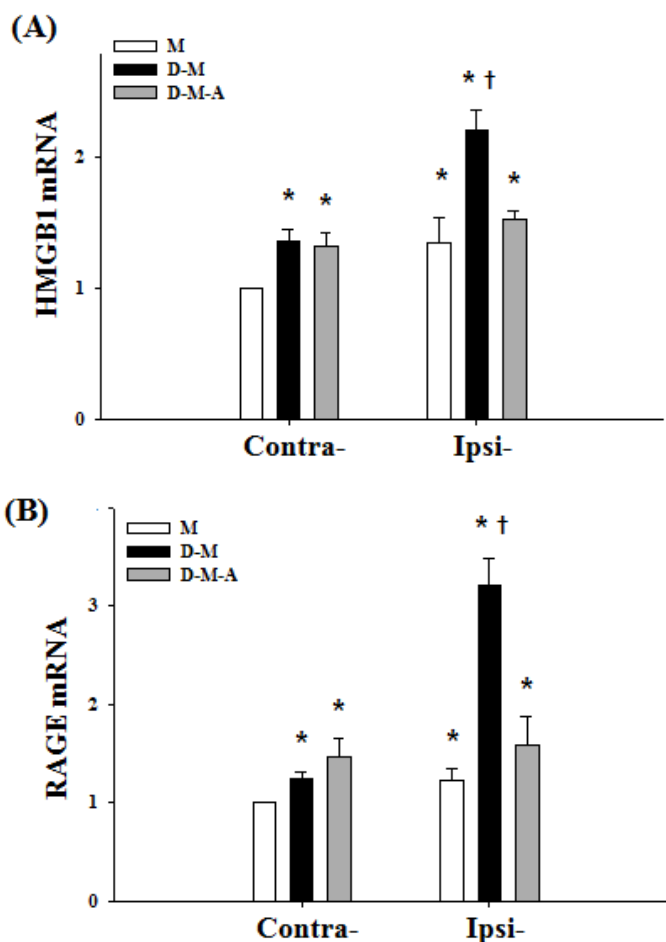 (A)
M
D-M
D-M-A
HMGB1 mRNA
2
1
0
* *
* * † *
Contra- Ipsi-
(B)
M
D-M
D-M-A
RAGE mRNA
3
2
1
0
* *
* * † *
Contra- Ipsi-